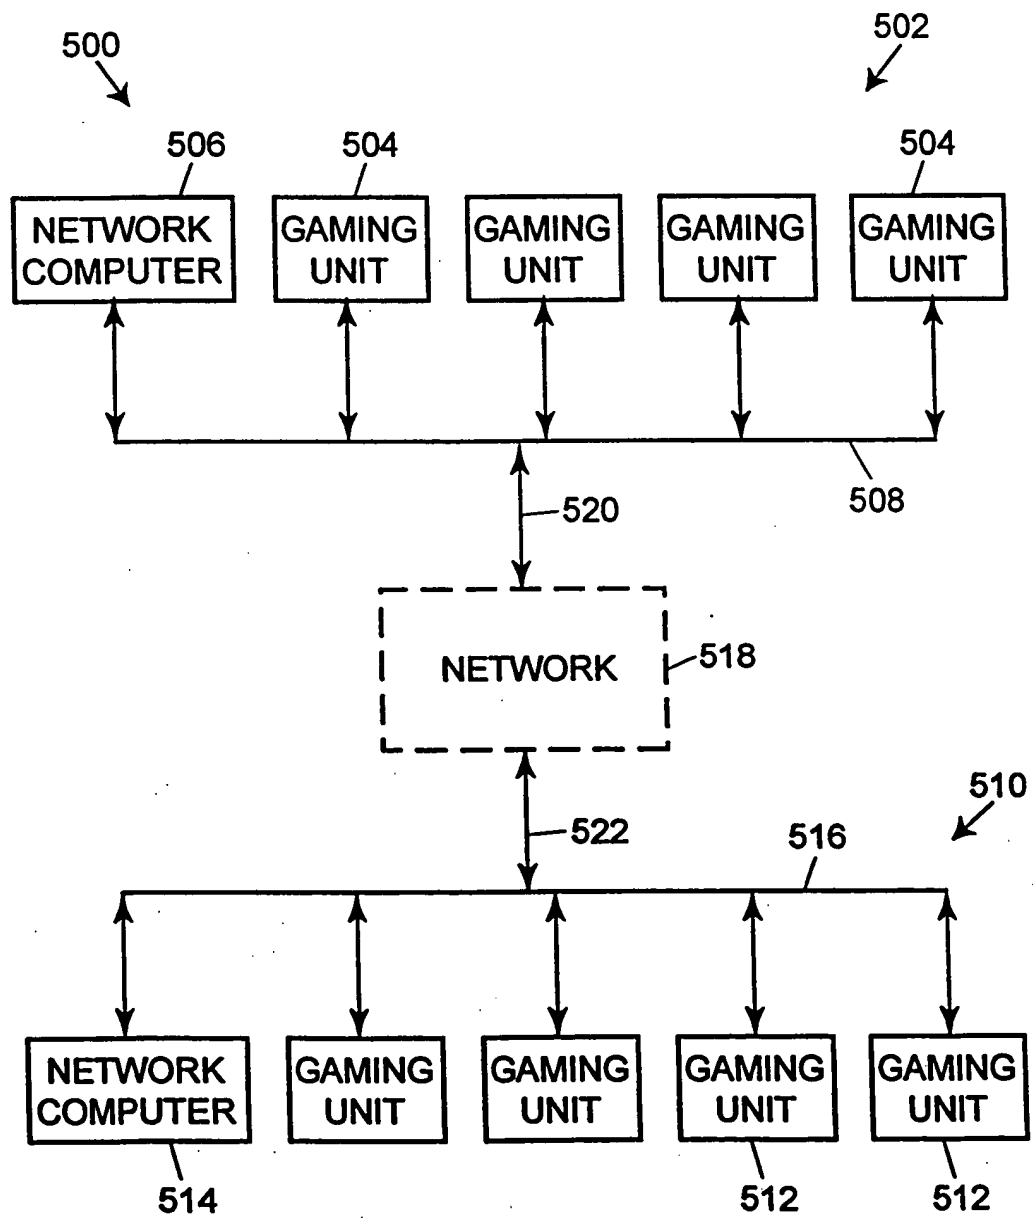 500
502
506
504
504
NETWORK
COMPUTER
GAMING
UNIT
GAMING
UNIT
GAMING
UNIT
GAMING
UNIT
508
520
NETWORK
518
510
522
516
NETWORK
COMPUTER
GAMING
UNIT
GAMING
UNIT
GAMING
UNIT
GAMING
UNIT
514
512
512